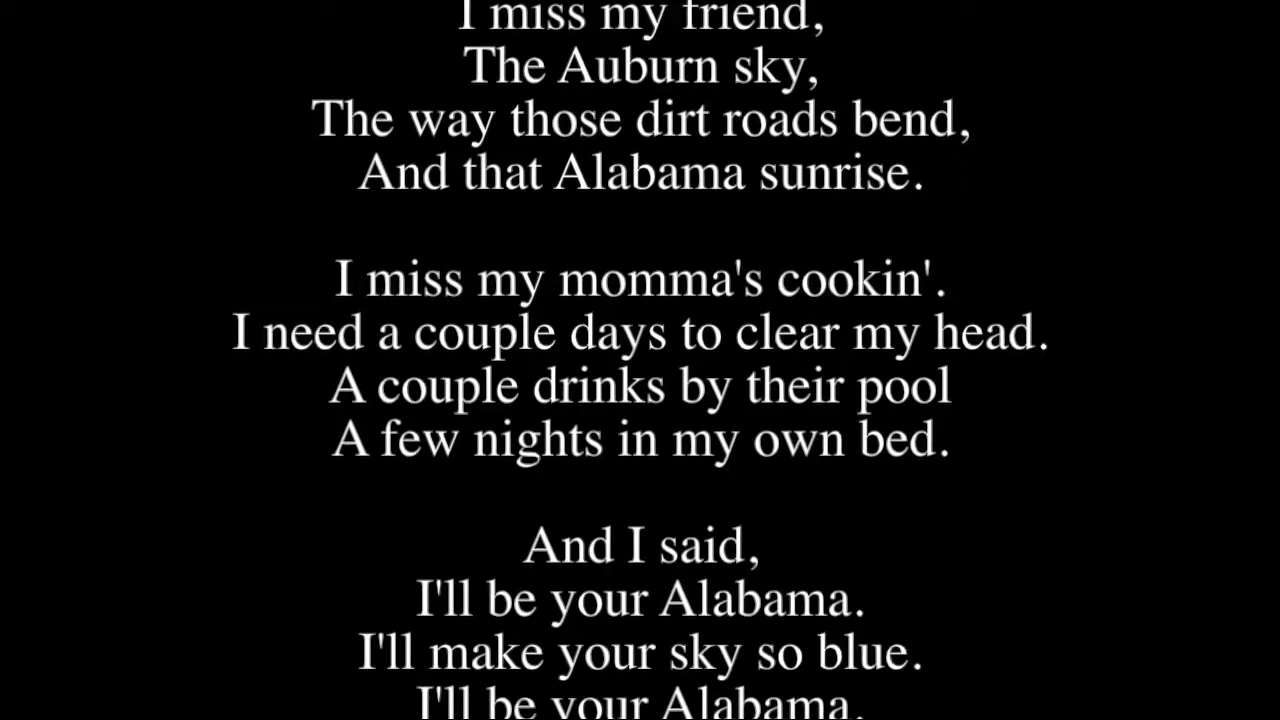 I miss my friend,
The Auburn sky,
The way those dirt roads bend,
And that Alabama sunrise.
I miss my momma's cookin'.
I need a couple days to clear my head.
A couple drinks by their pool
A few nights in my own bed.
And I said,
I'll be your Alabama.
I'll make your sky so blue.
I'll be your Alabama.